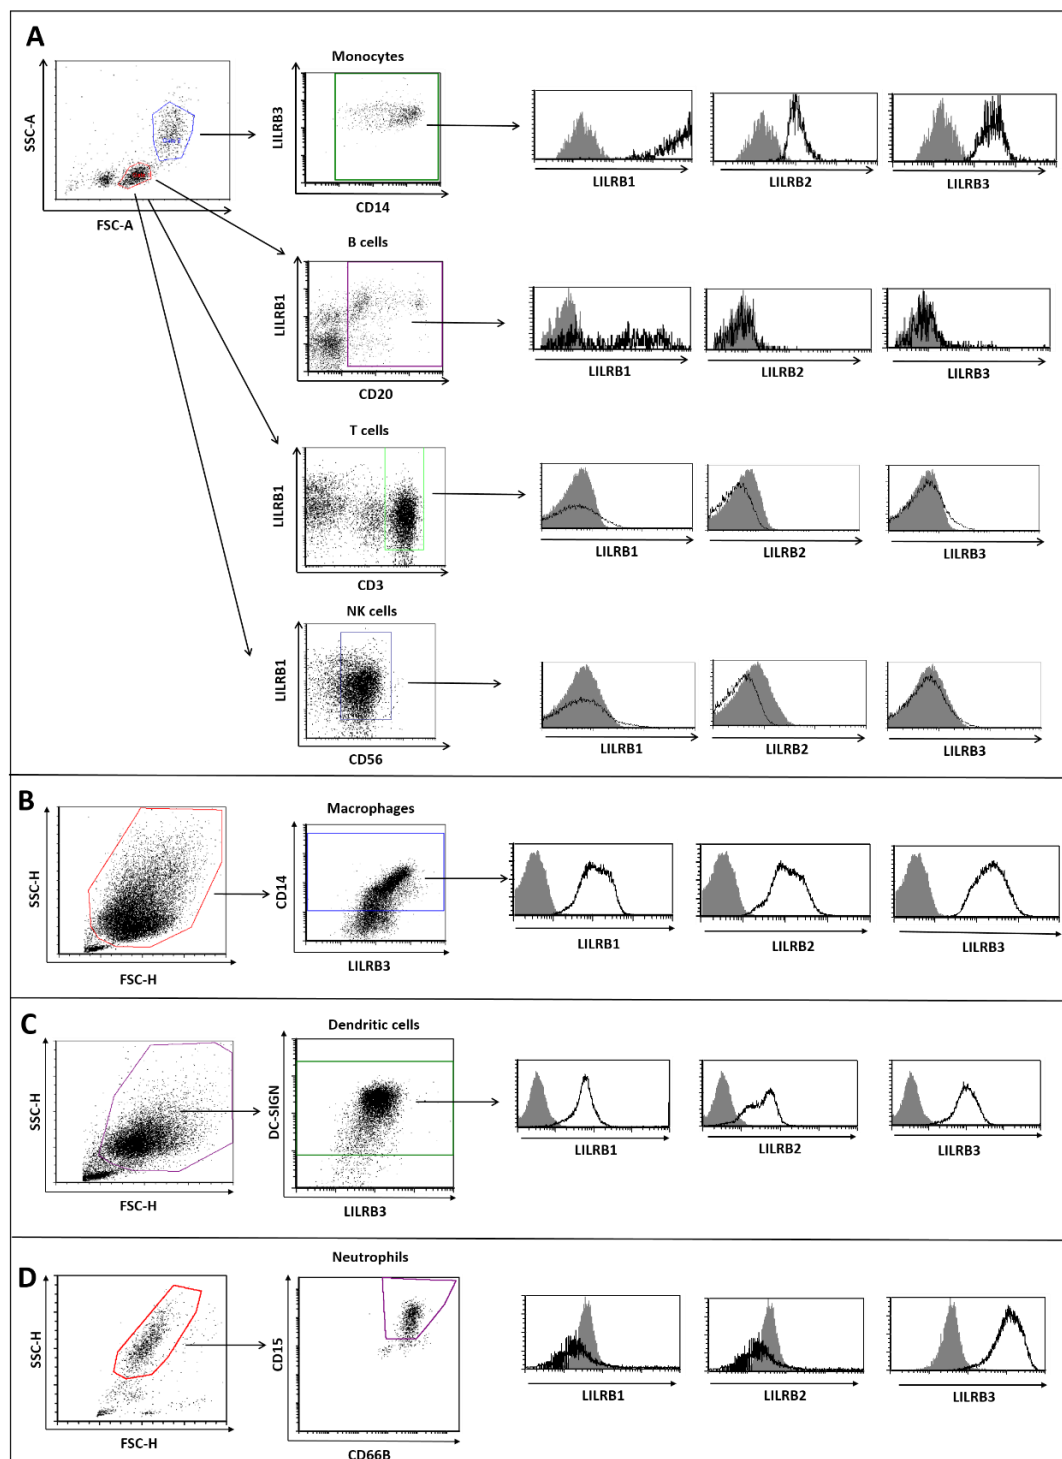 A
Monocytes
SSC-A
FSC-A
LILRB3
CD14
LILRB1
LILRB2
LILRB3
B cells
LILRB1
CD20
LILRB1
LILRB2
LILRB3
T cells
LILRB1
CD3
LILRB1
LILRB2
LILRB3
NK cells
LILRB1
CD56
LILRB1
LILRB2
LILRB3
B
Macrophages
SSC-H
FSC-H
CD14
LILRB3
LILRB1
LILRB2
LILRB3
C
Dendritic cells
SSC-H
FSC-H
DC-SIGN
LILRB3
LILRB1
LILRB2
LILRB3
D
Neutrophils
SSC-H
FSC-H
CD15
CD66B
LILRB1
LILRB2
LILRB3